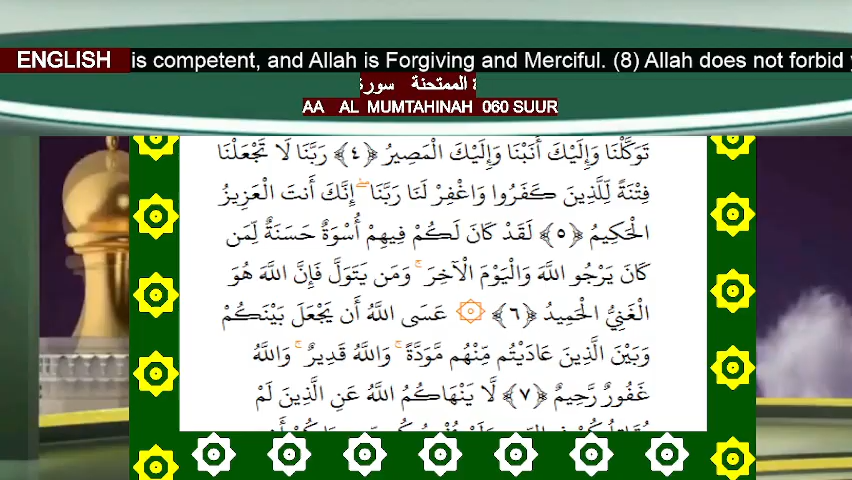 ENGLISH is competent, and Allah is Forgiving and Merciful. (8) Allah does not forbid
الممتحنة سورة
AA AL MUMTAHINAH 060 SUUR
تَوَكَّلْنَا وَإِلَيْكَ أَنَبْنَا وَإِلَيْكَ الْمَصِيرُ ﴿٤﴾ رَبَّنَا لَا تَجْعَلْنَا
فِتْنَةً لِّلَّذِينَ كَفَرُوا وَاغْفِرْ لَنَا رَبَّنَا ۖ إِنَّكَ أَنتَ الْعَزِيزُ
الْحَكِيمُ ﴿٥﴾ لَقَدْ كَانَ لَكُمْ فِيهِمْ أُسْوَةٌ حَسَنَةٌ لِّمَن
كَانَ يَرْجُو اللَّهَ وَالْيَوْمَ الْآخِرَ ۚ وَمَن يَتَوَلَّ فَإِنَّ اللَّهَ هُوَ
الْغَنِيُّ الْحَمِيدُ ﴿٦﴾ ۞ عَسَى اللَّهُ أَن يَجْعَلَ بَيْنَكُمْ
وَبَيْنَ الَّذِينَ عَادَيْتُم مِّنْهُم مَّوَدَّةً ۚ وَاللَّهُ قَدِيرٌ ۚ وَاللَّهُ
غَفُورٌ رَّحِيمٌ ﴿٧﴾ لَّا يَنْهَاكُمُ اللَّهُ عَنِ الَّذِينَ لَمْ